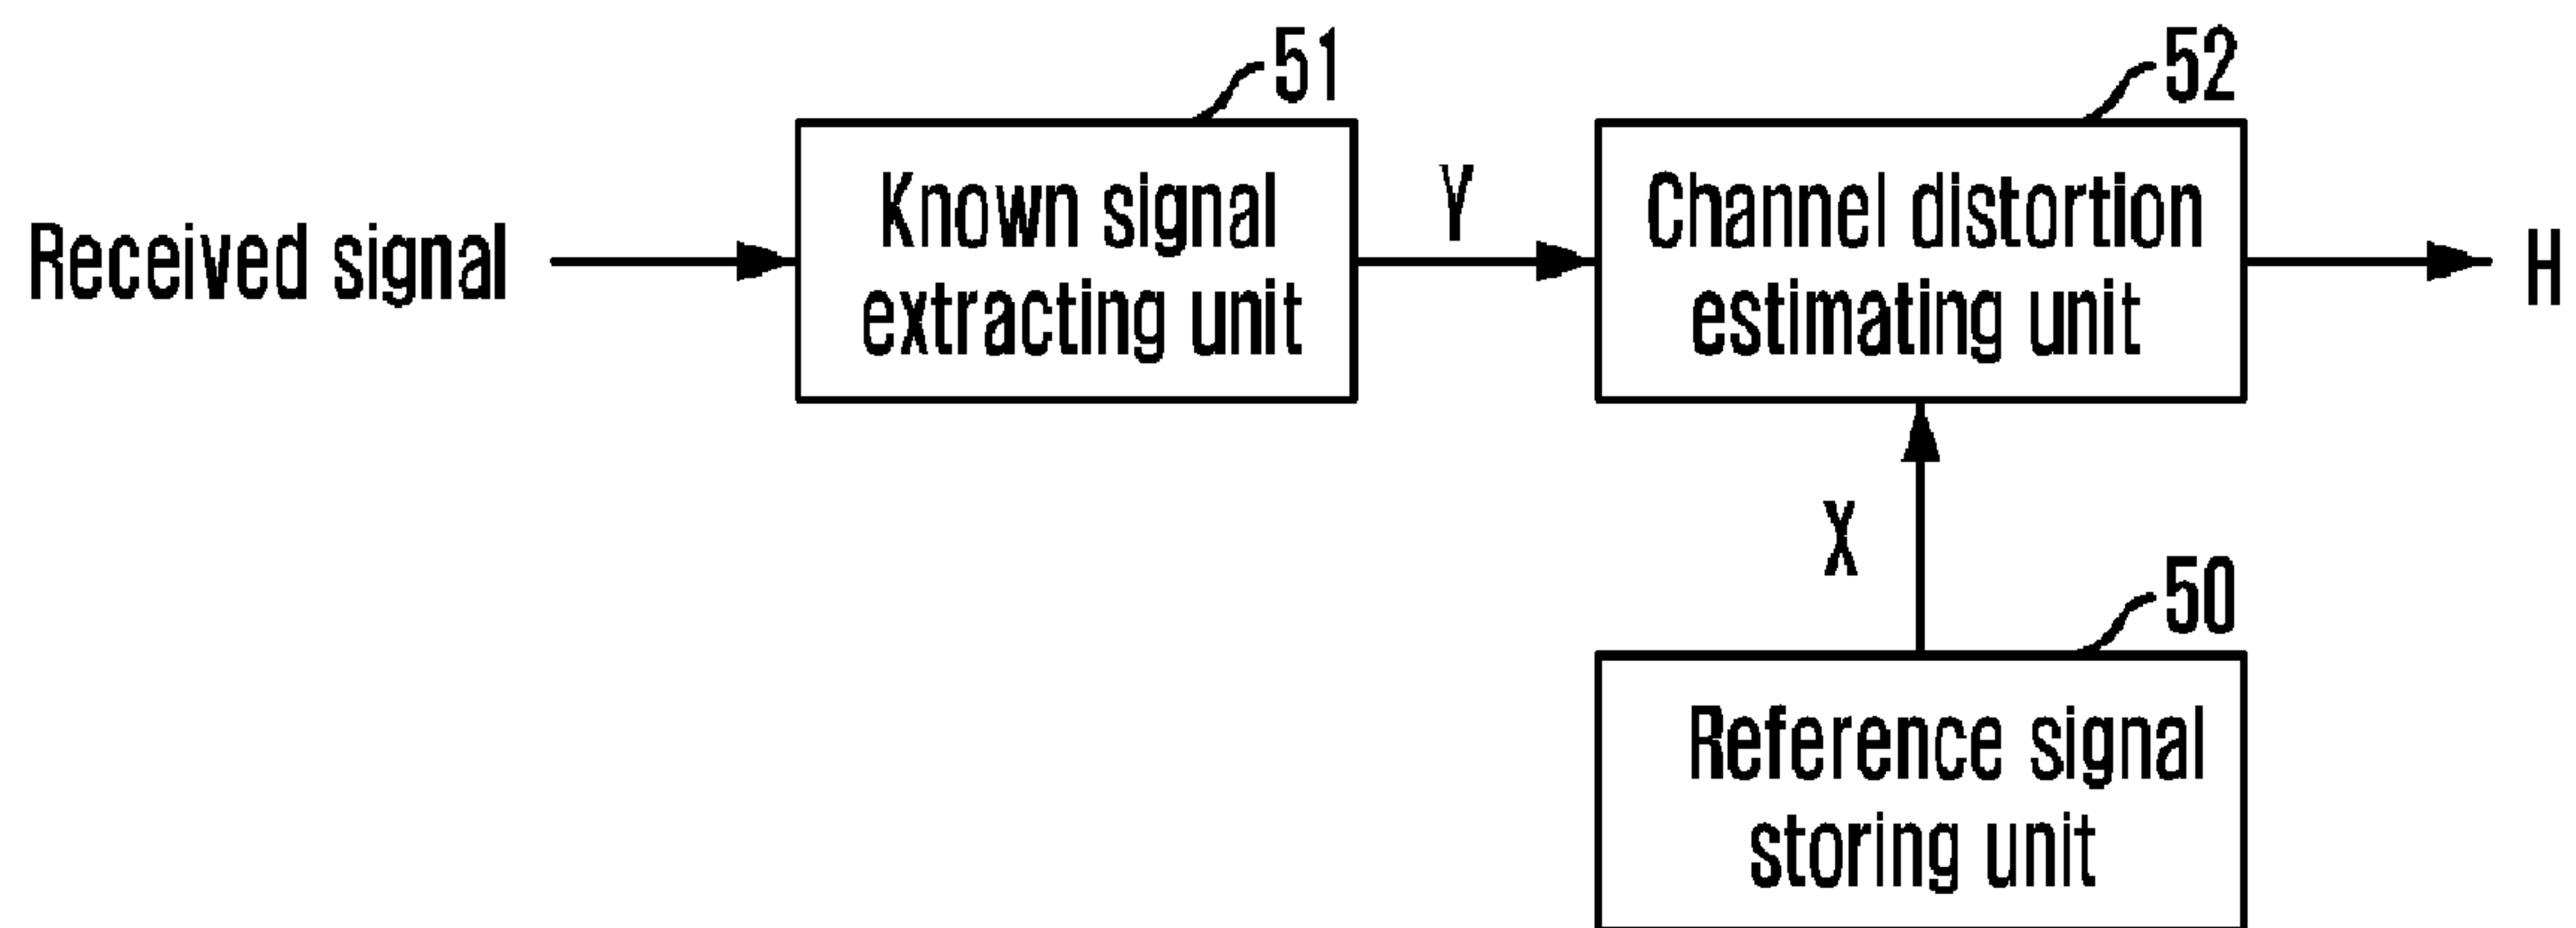 51
52
Received signal
Known signal
extracting unit
Y
Channel distortion
estimating unit
H
X
50
Reference signal
storing unit